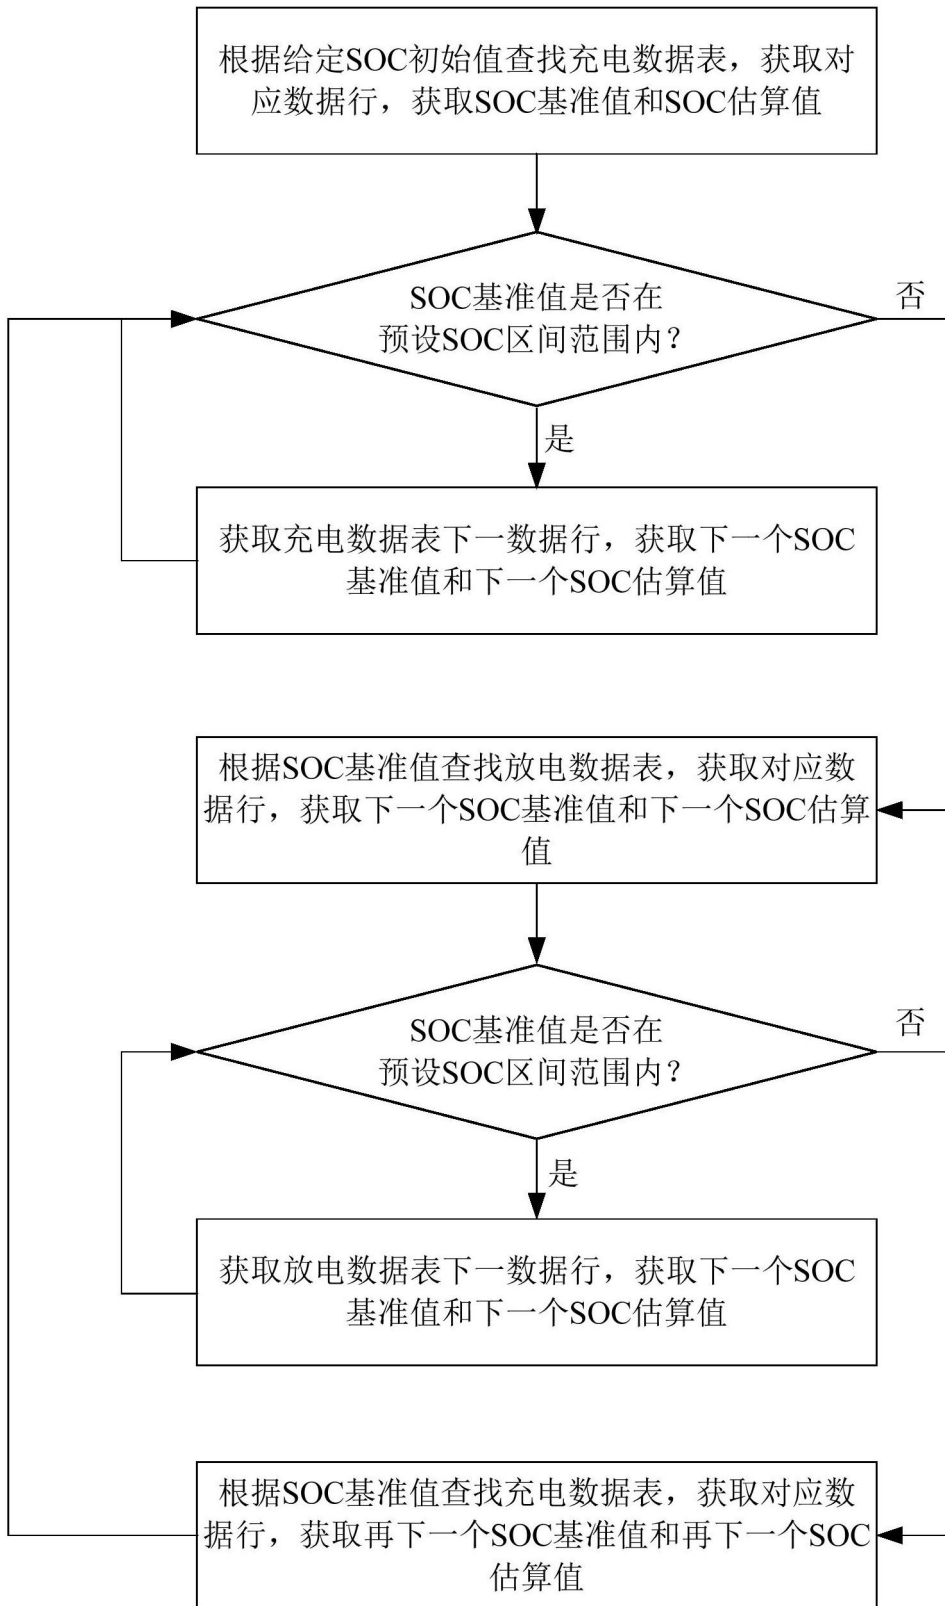 根据给定SOC初始值查找充电数据表，获取对
应数据行，获取SOC基准值和SOC估算值
SOC基准值是否在
预设SOC区间范围内？
否
是
获取充电数据表下一数据行，获取下一个SOC
基准值和下一个SOC估算值
根据SOC基准值查找放电数据表，获取对应数
据行，获取下一个SOC基准值和下一个SOC估算
值
SOC基准值是否在
预设SOC区间范围内？
否
是
获取放电数据表下一数据行，获取下一个SOC
基准值和下一个SOC估算值
根据SOC基准值查找充电数据表，获取对应数
据行，获取再下一个SOC基准值和再下一个SOC
估算值